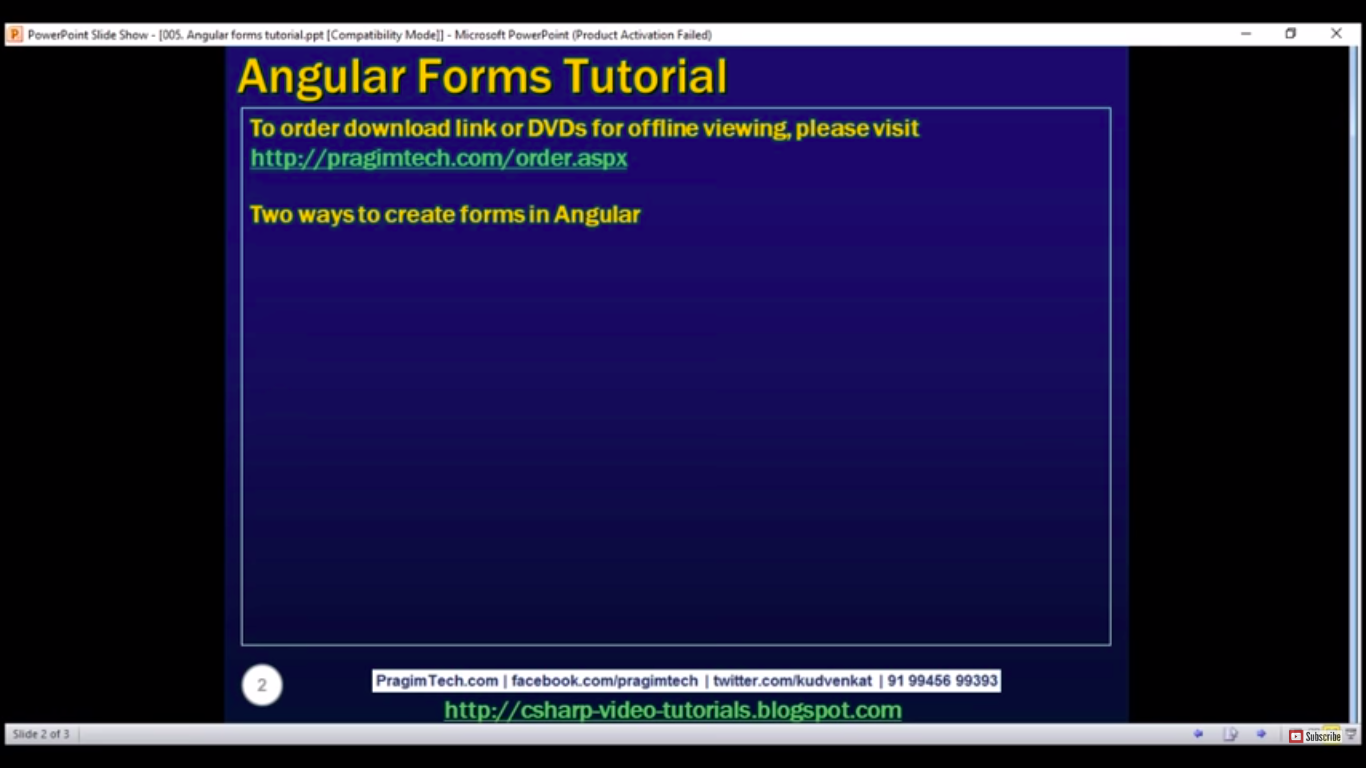 PowerPoint Slide Show - [005. Angular forms tutorial.ppt [Compatibility Mode]] - Microsoft PowerPoint (Product Activation Failed)
Angular Forms Tutorial
To order download link or DVDs for offline viewing, please visit
http://pragimtech.com/order.aspx
Two ways to create forms in Angular
2
PragimTech.com | facebook.com/pragimtech | twitter.com/kudvenkat | 91 99456 99393
http://csharp-video-tutorials.blogspot.com
Slide 2 of 3
Subscribe